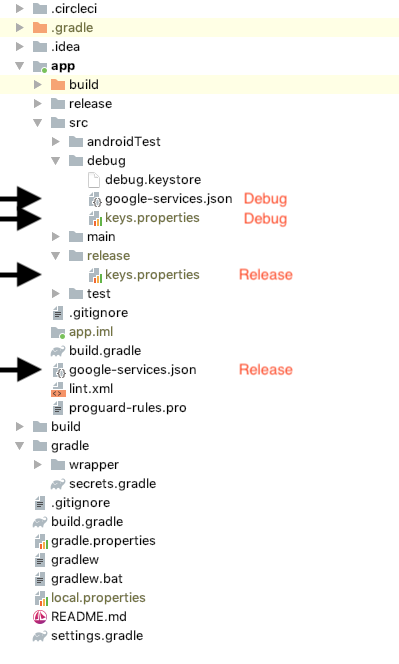 .circleci
.gradle
.idea
app
build
release
src
androidTest
debug
debug.keystore
google-services.json Debug
keys.properties Debug
main
release
keys.properties Release
test
.gitignore
app.iml
build.gradle
google-services.json Release
lint.xml
proguard-rules.pro
build
gradle
wrapper
secrets.gradle
.gitignore
build.gradle
gradle.properties
gradlew
gradlew.bat
local.properties
README.md
settings.gradle